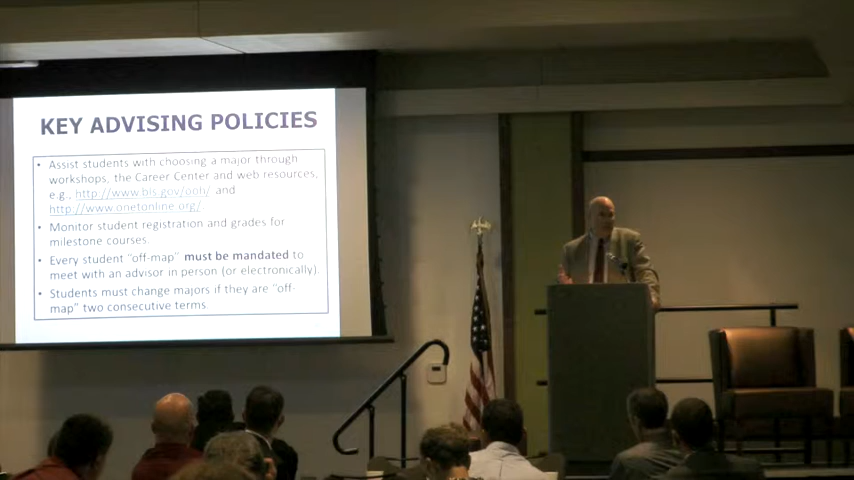 KEY ADVISING POLICIES
• Assist students with choosing a major through
workshops, the Career Center and web resources,
e.g., http://www.bls.gov/ooh/ and
http://www.onetonline.org/.
• Monitor student registration and grades for
milestone courses.
• Every student "off-map" must be mandated to
meet with an advisor in person (or electronically).
• Students must change majors if they are "off-
map" two consecutive terms.